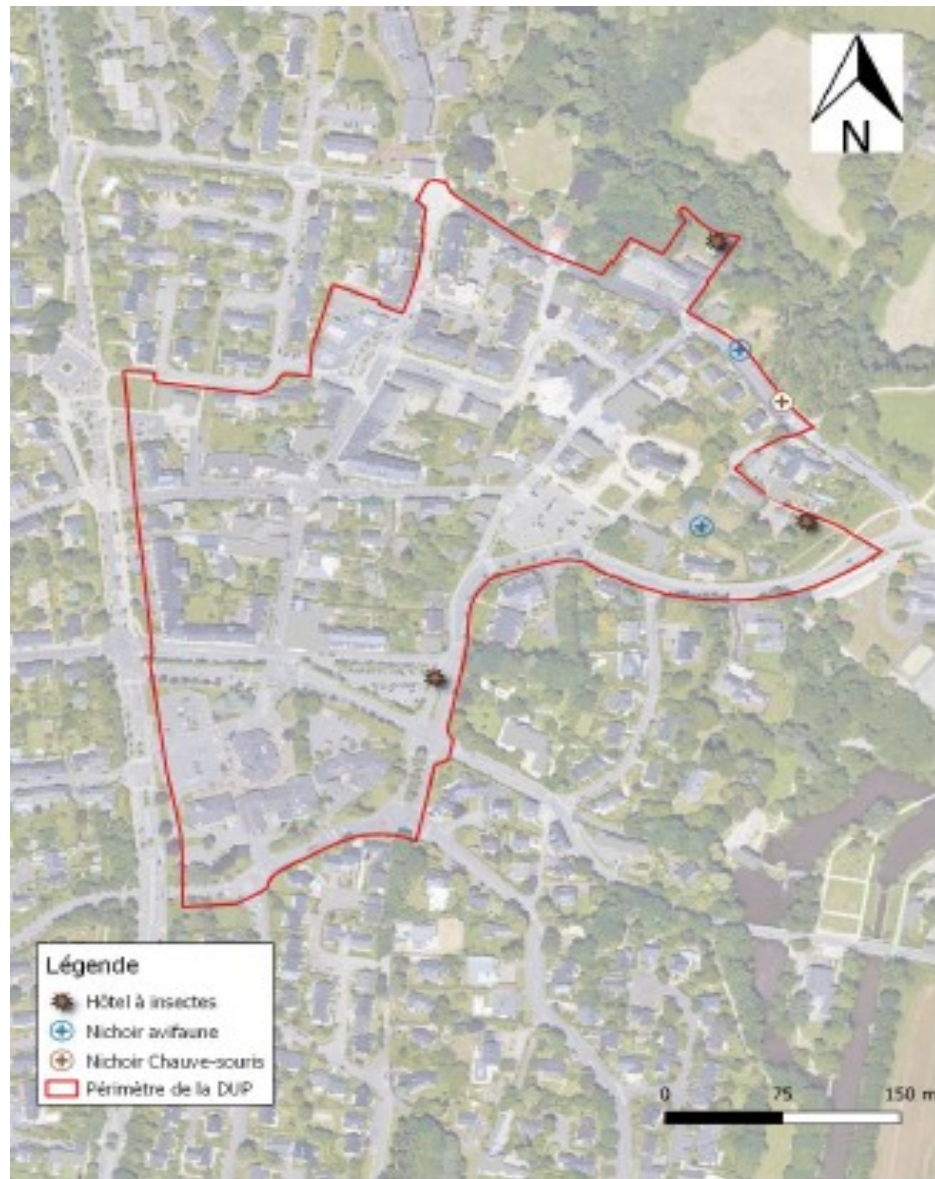 N
Légende
Hôtel à insectes
Nichoir avifaune
Nichoir Chauve-souris
Périmètre de la DUP
0 75 150 m